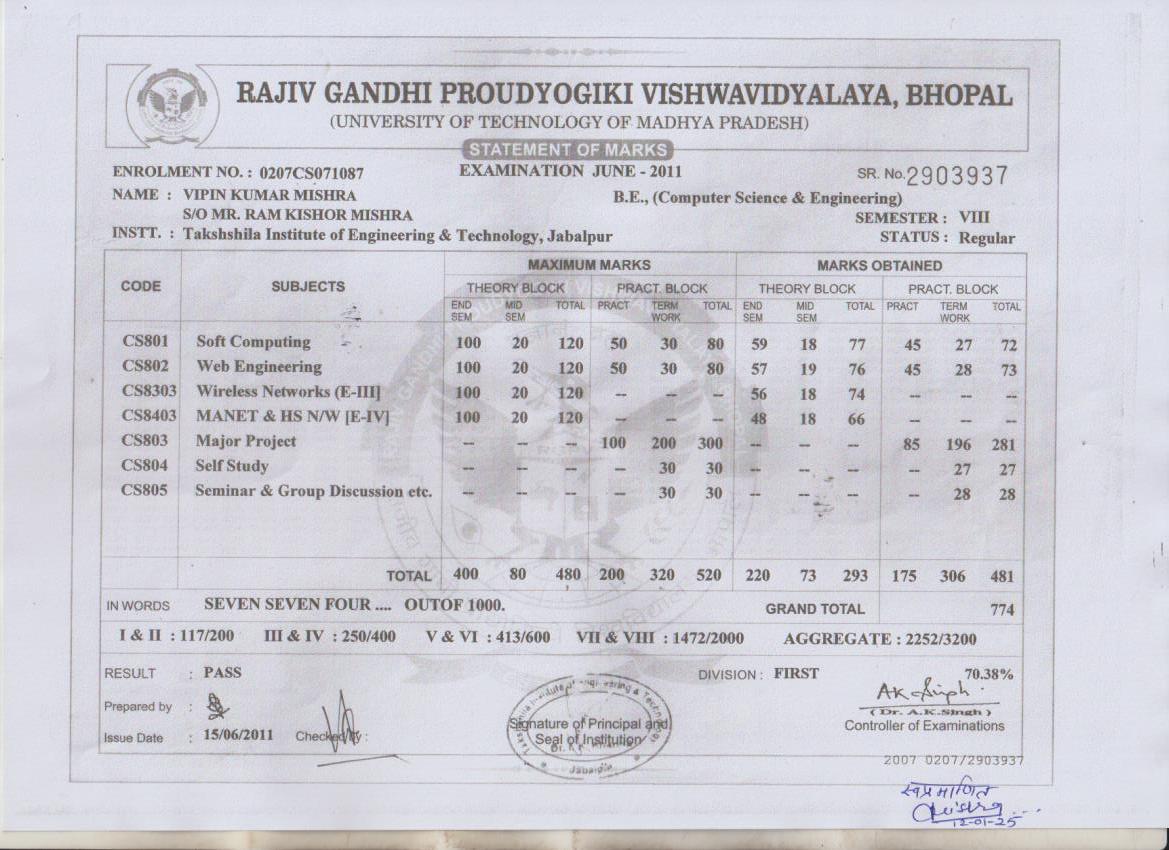 RAJIV GANDHI PROUDYOGIKI VISHWAVIDYALAYA, BHOPAL
(UNIVERSITY OF TECHNOLOGY OF MADHYA PRADESH)
STATEMENT OF MARKS
ENROLMENT NO. : 0207CS071087 EXAMINATION JUNE - 2011 SR. No. 2903937
NAME : VIPIN KUMAR MISHRA B.E., (Computer Science & Engineering)
S/O MR. RAM KISHOR MISHRA SEMESTER : VIII
INSTT. : Takshshila Institute of Engineering & Technology, Jabalpur STATUS : Regular
MAXIMUM MARKS MARKS OBTAINED
CODE SUBJECTS THEORY BLOCK PRACT. BLOCK THEORY BLOCK PRACT. BLOCK
END SEM MID SEM TOTAL PRACT TERM WORK TOTAL END SEM MID SEM TOTAL PRACT TERM WORK TOTAL
CS801 Soft Computing 100 20 120 50 30 80 59 18 77 45 27 72
CS802 Web Engineering 100 20 120 50 30 80 57 19 76 45 28 73
CS8303 Wireless Networks (E-III] 100 20 120 -- -- -- 56 18 74 -- -- --
CS8403 MANET & HS N/W [E-IV] 100 20 120 -- -- -- 48 18 66 -- -- --
CS803 Major Project -- -- -- 100 200 300 -- -- -- 85 196 281
CS804 Self Study -- -- -- -- 30 30 -- -- -- -- 27 27
CS805 Seminar & Group Discussion etc. -- -- -- -- 30 30 -- -- -- -- 28 28
TOTAL 400 80 480 200 320 520 220 73 293 175 306 481
IN WORDS SEVEN SEVEN FOUR .... OUTOF 1000. GRAND TOTAL 774
I & II : 117/200 III & IV : 250/400 V & VI : 413/600 VII & VIII : 1472/2000 AGGREGATE : 2252/3200
RESULT : PASS DIVISION : FIRST 70.38%
A K Singh
Prepared by : (Dr. A.K.Singh)
Signature of Principal and Controller of Examinations
Issue Date : 15/06/2011 Checked by : Seal of Institution
Jabalpur
2007 0207/2903937
स्वप्रमाणित
12-01-25